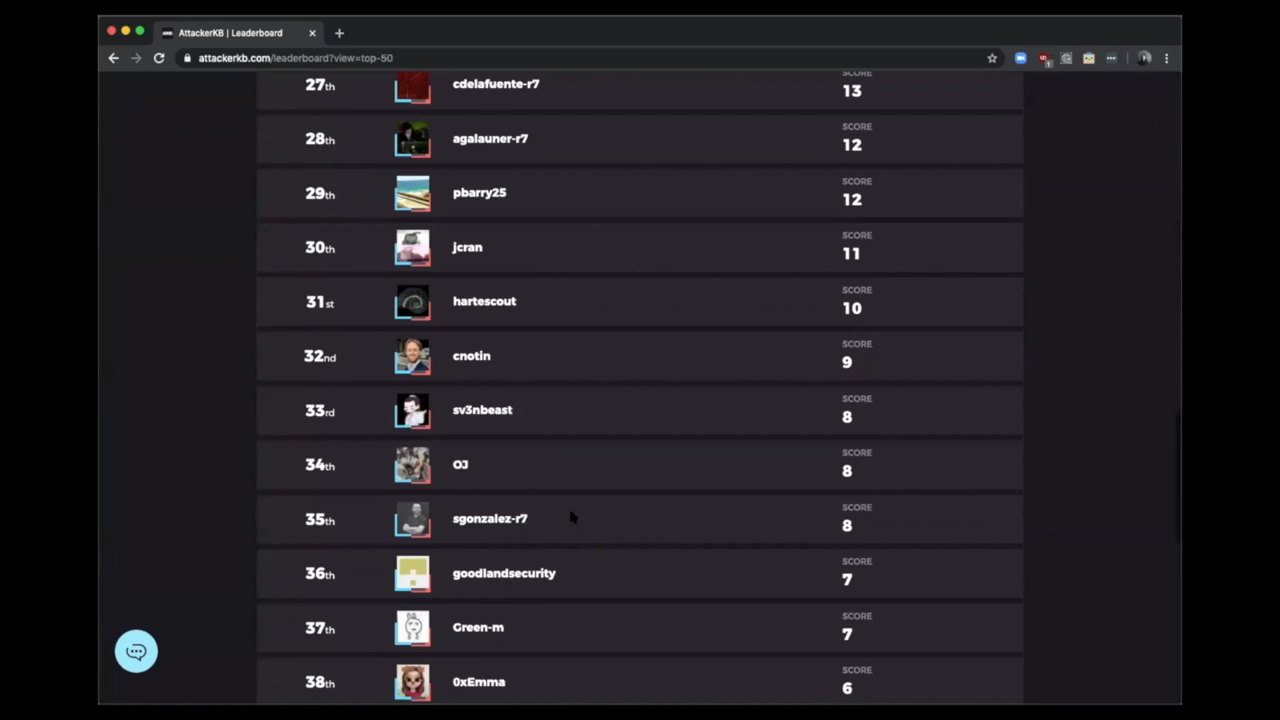 AttackerKB | Leaderboard
attackerkb.com/leaderboard?view=top-50
27th cdelafuente-r7 SCORE 13
28th agalauner-r7 SCORE 12
29th pbarry25 SCORE 12
30th jcran SCORE 11
31st hartescout SCORE 10
32nd cnotin SCORE 9
33rd sv3nbeast SCORE 8
34th OJ SCORE 8
35th sgonzalez-r7 SCORE 8
36th goodlandsecurity SCORE 7
37th Green-m SCORE 7
38th 0xEmma SCORE 6